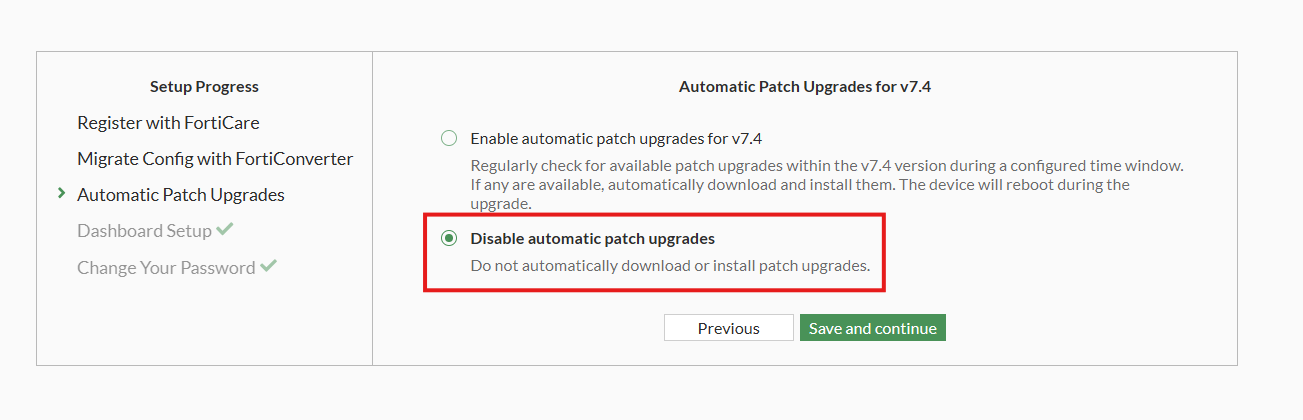 Setup Progress
Register with FortiCare
Migrate Config with FortiConverter
Automatic Patch Upgrades
Dashboard Setup
Change Your Password
Automatic Patch Upgrades for v7.4
Enable automatic patch upgrades for v7.4
Regularly check for available patch upgrades within the v7.4 version during a configured time window.
If any are available, automatically download and install them. The device will reboot during the
upgrade.
Disable automatic patch upgrades
Do not automatically download or install patch upgrades.
Previous
Save and continue